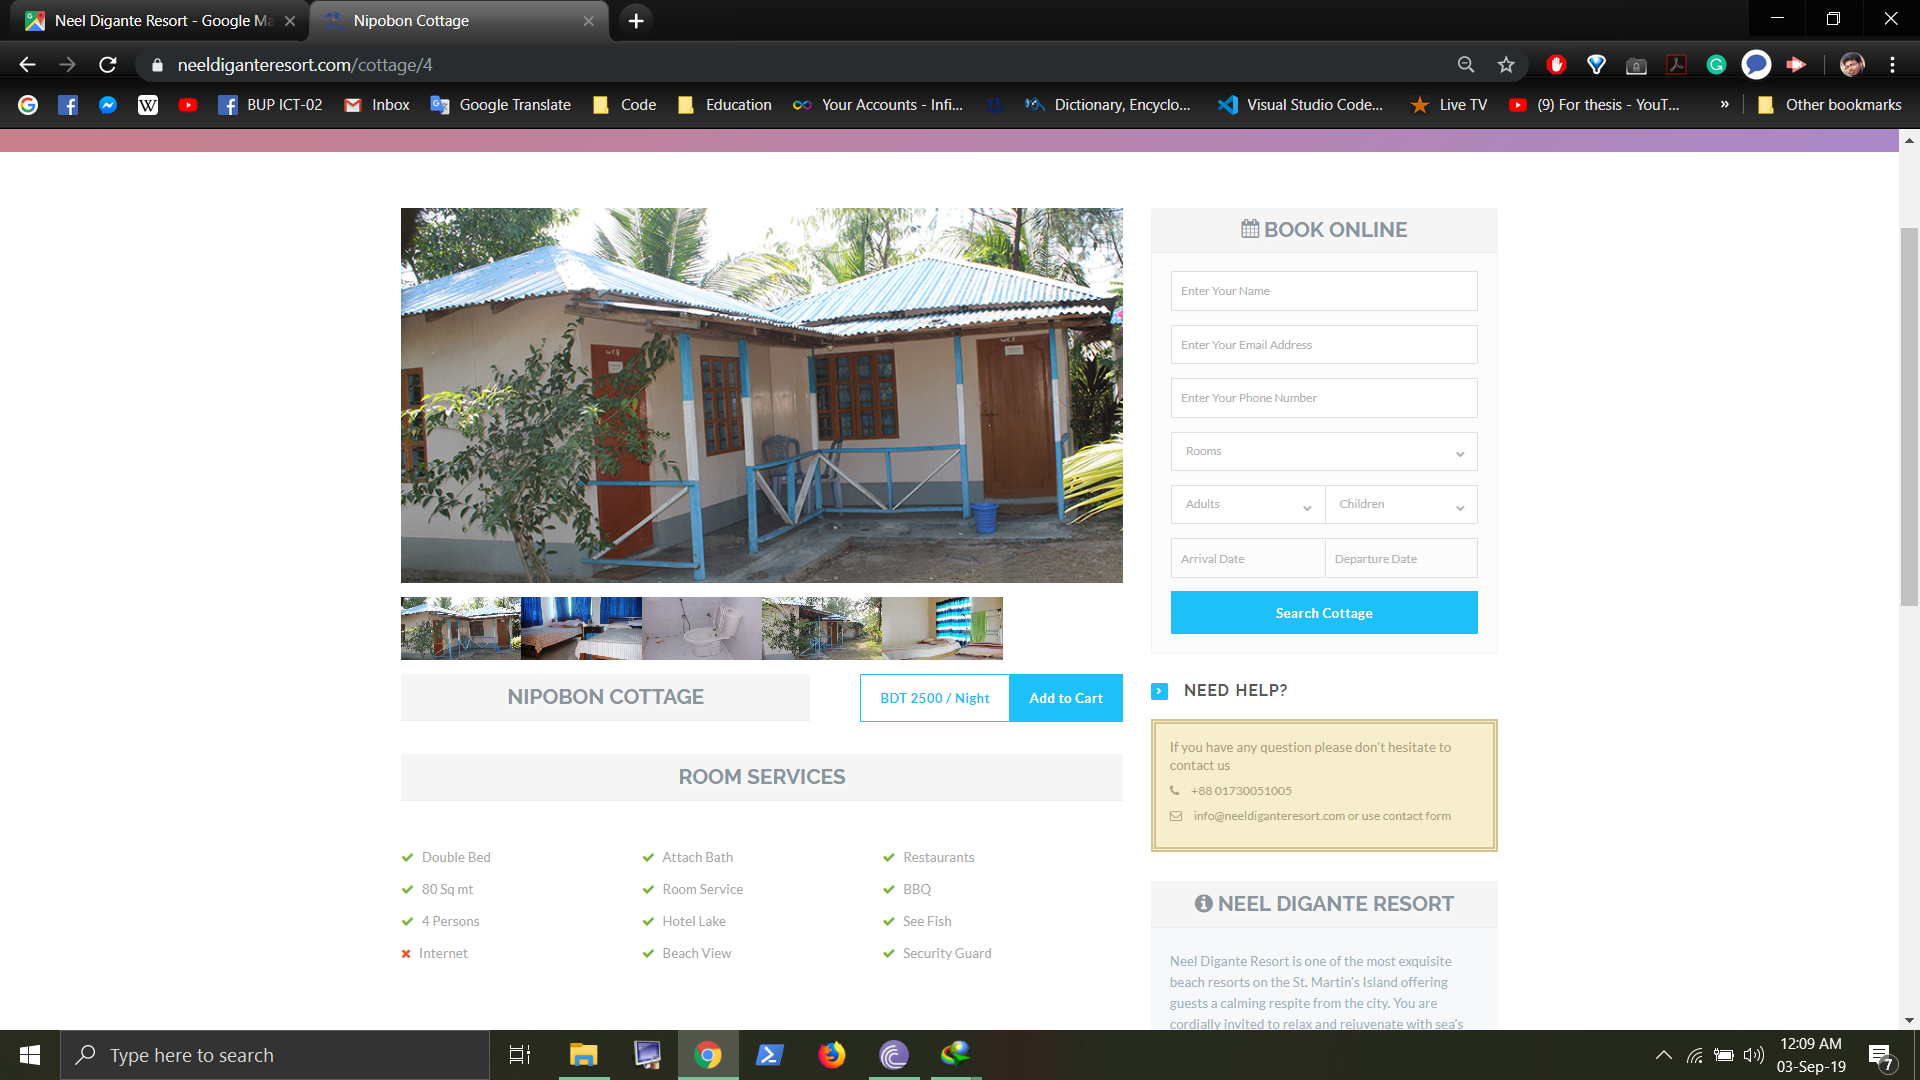 Neel Digante Resort - Google Ma
Nipobon Cottage
neeldiganteresort.com/cottage/4
BUP ICT-02
Inbox
Google Translate
Code
Education
Your Accounts - Infi...
Dictionary, Encyclo...
Visual Studio Code...
Live TV
(9) For thesis - YouT...
»
Other bookmarks
BOOK ONLINE
Enter Your Name
Enter Your Email Address
Enter Your Phone Number
Rooms
Adults
Children
Arrival Date
Departure Date
Search Cottage
NIPOBON COTTAGE
BDT 2500 / Night
Add to Cart
NEED HELP?
If you have any question please don't hesitate to
contact us
+88 01730051005
info@neeldiganteresort.com or use contact form
ROOM SERVICES
Double Bed
Attach Bath
Restaurants
80 Sq mt
Room Service
BBQ
4 Persons
Hotel Lake
See Fish
Internet
Beach View
Security Guard
NEEL DIGANTE RESORT
Neel Digante Resort is one of the most exquisite
beach resorts on the St. Martin's Island offering
guests a calming respite from the city. You are
cordially invited to relax and rejuvenate with sea's
Type here to search
12:09 AM
03-Sep-19
7